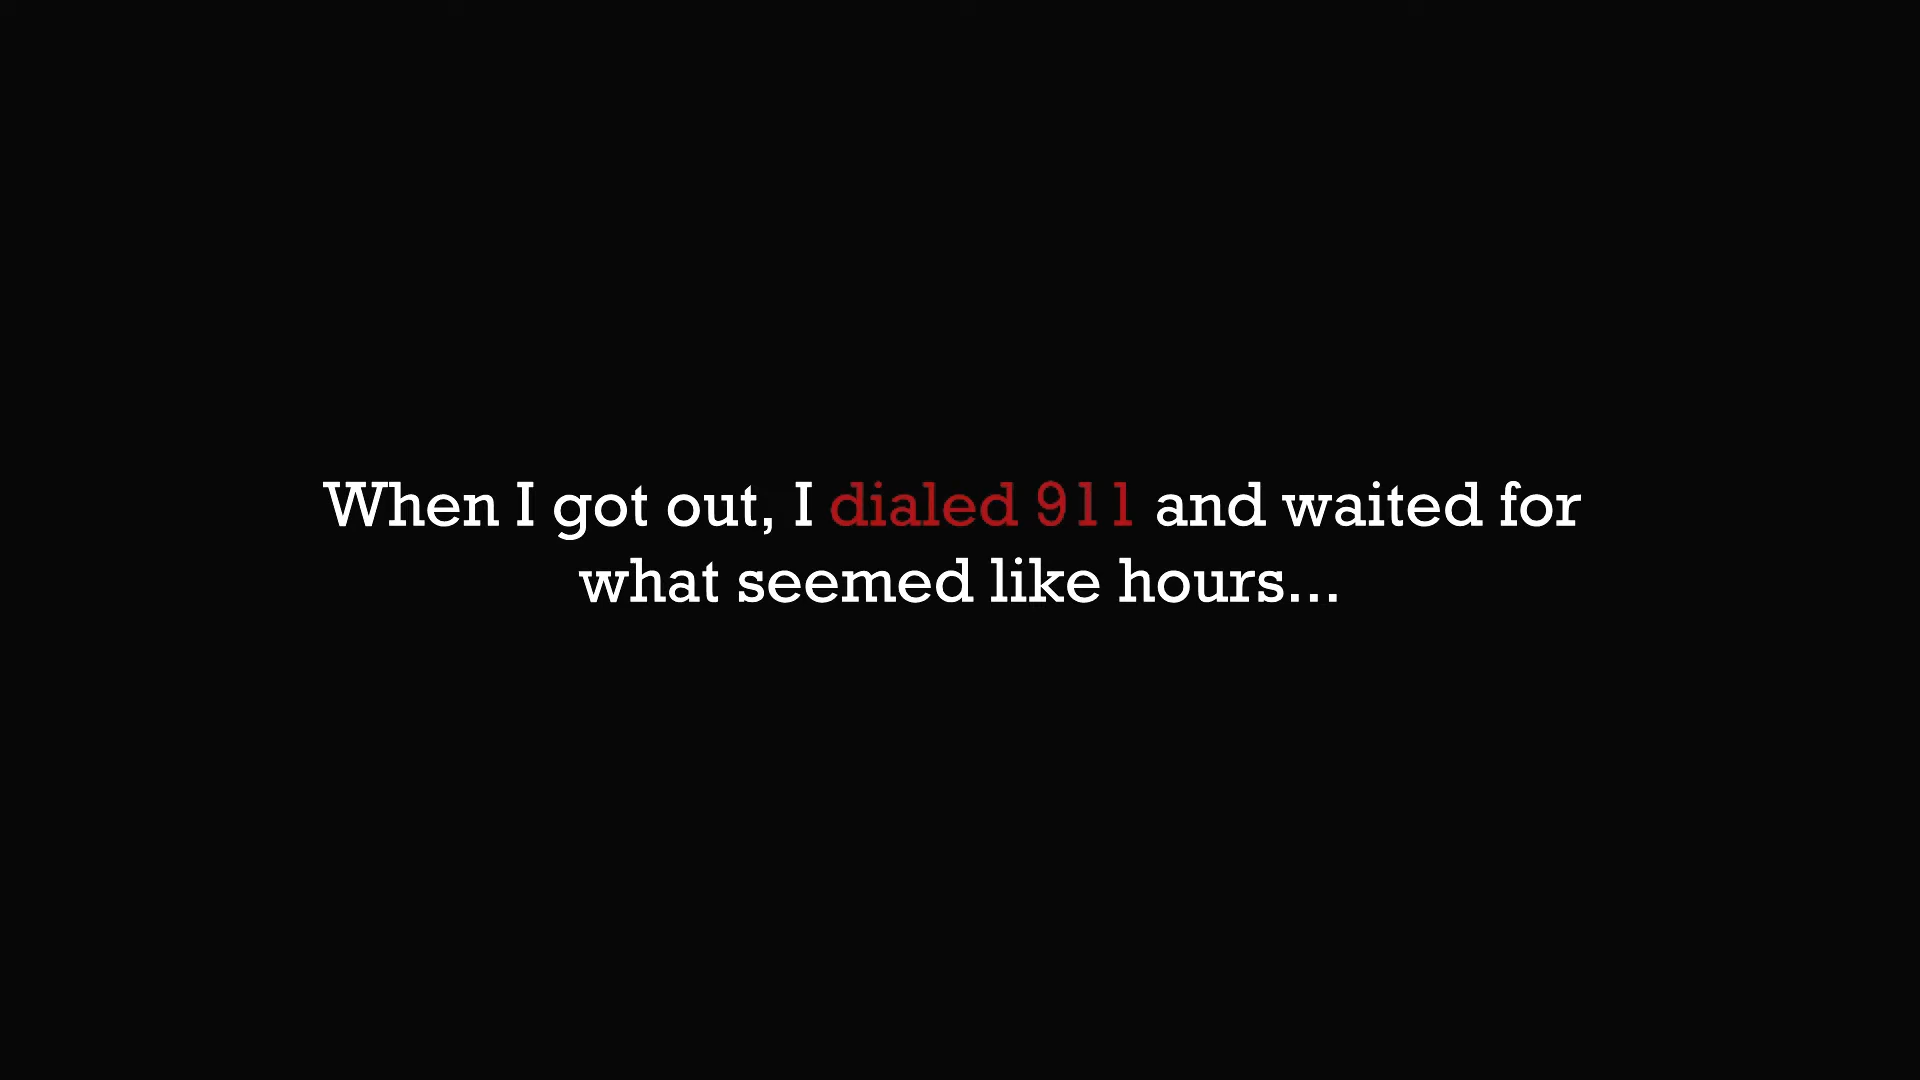 When I got out, I dialed 911 and waited for
what seemed like hours...